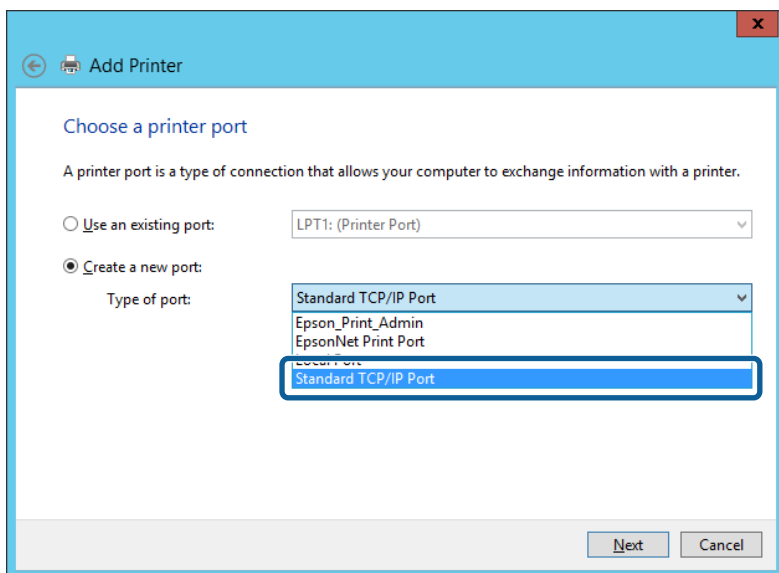 x
Add Printer
Choose a printer port
A printer port is a type of connection that allows your computer to exchange information with a printer.
Use an existing port: LPT1: (Printer Port)
Create a new port:
Type of port: Standard TCP/IP Port
Epson_Print_Admin
EpsonNet Print Port
Local Port
Standard TCP/IP Port
Next Cancel